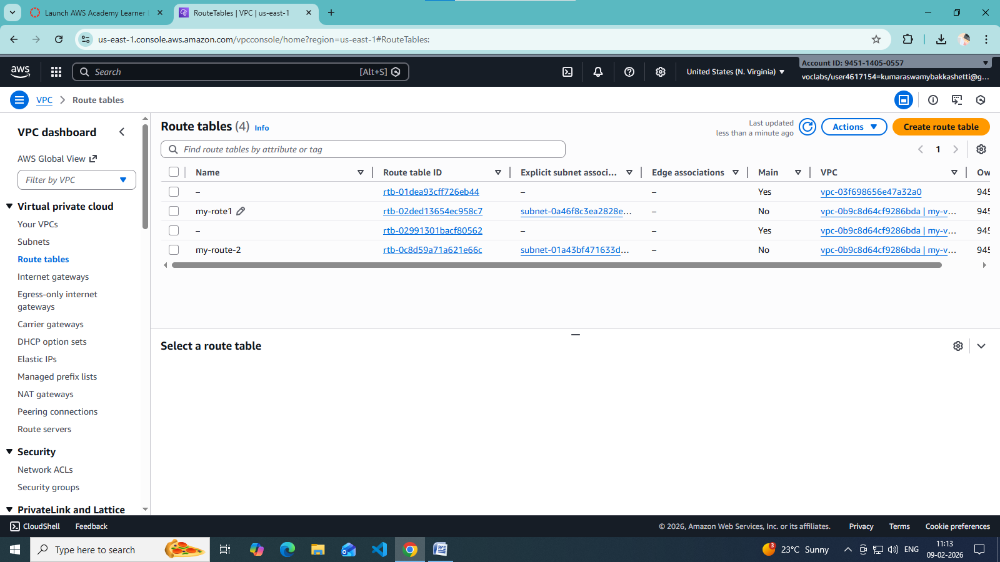 Launch AWS Academy Learner L
RouteTables | VPC | us-east-1
us-east-1.console.aws.amazon.com/vpcconsole/home?region=us-east-1#RouteTables:
aws
Search
[Alt+S]
United States (N. Virginia)
Account ID: 9451-1405-0557
voclabs/user4617154=kumaraswamybakkashetti@g...
VPC
Route tables
VPC dashboard
AWS Global View
Filter by VPC
Virtual private cloud
Your VPCs
Subnets
Route tables
Internet gateways
Egress-only internet
gateways
Carrier gateways
DHCP option sets
Elastic IPs
Managed prefix lists
NAT gateways
Peering connections
Route servers
Security
Network ACLs
Security groups
PrivateLink and Lattice
Route tables (4) Info
Last updated
less than a minute ago
Actions
Create route table
Find route tables by attribute or tag
1
Name Route table ID Explicit subnet associ... Edge associations Main VPC Ow
– rtb-01dea93cff726eb44 – – Yes vpc-03f698656e47a32a0 945
my-rote1 rtb-02ded13654ec958c7 subnet-0a46f8c3ea2828e... – No vpc-0b9c8d64cf9286bda | my-v... 945
– rtb-02991301bacf80562 – – Yes vpc-0b9c8d64cf9286bda | my-v... 945
my-route-2 rtb-0c8d59a71a621e66c subnet-01a43bf471633d... – No vpc-0b9c8d64cf9286bda | my-v... 945
Select a route table
CloudShell
Feedback
© 2026, Amazon Web Services, Inc. or its affiliates.
Privacy
Terms
Cookie preferences
Type here to search
3
23°C Sunny
ENG
11:13
09-02-2026